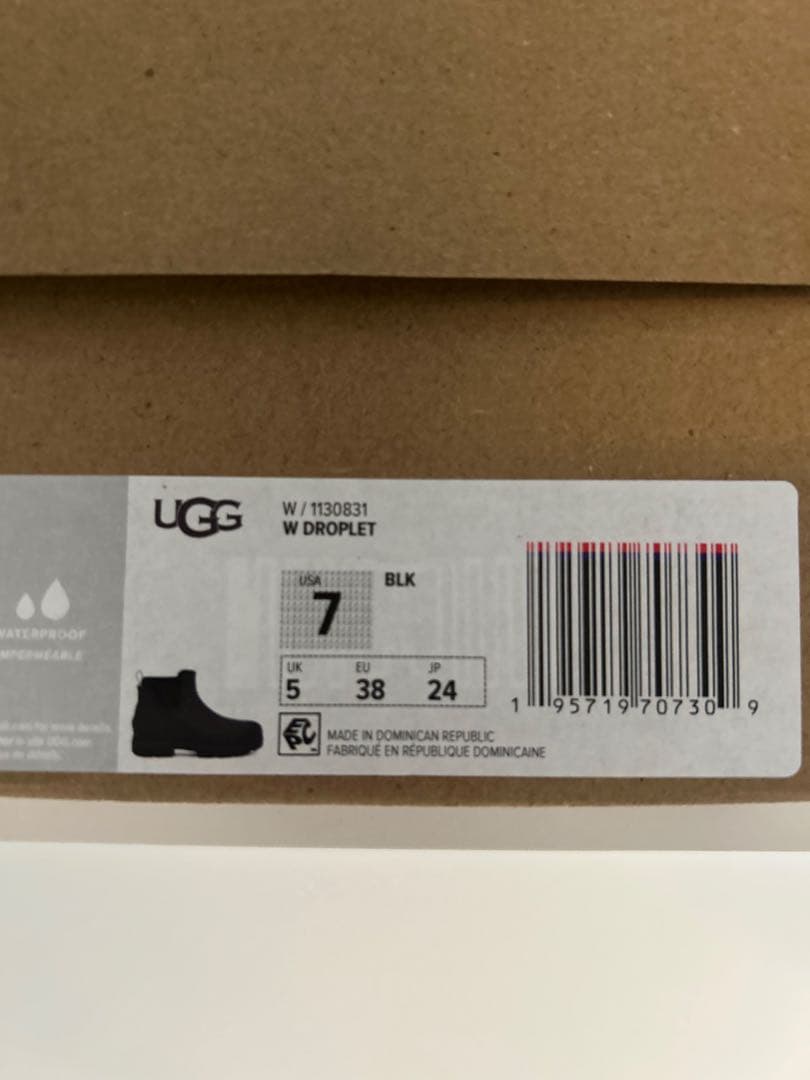 UGG
W / 1130831
W DROPLET
USA
7
BLK
WATERPROOF
IMPERMÉABLE
UK EU JP
5 38 24
MADE IN DOMINICAN REPUBLIC
FABRIQUÉ EN RÉPUBLIQUE DOMINICAINE
1 95719 70730 9